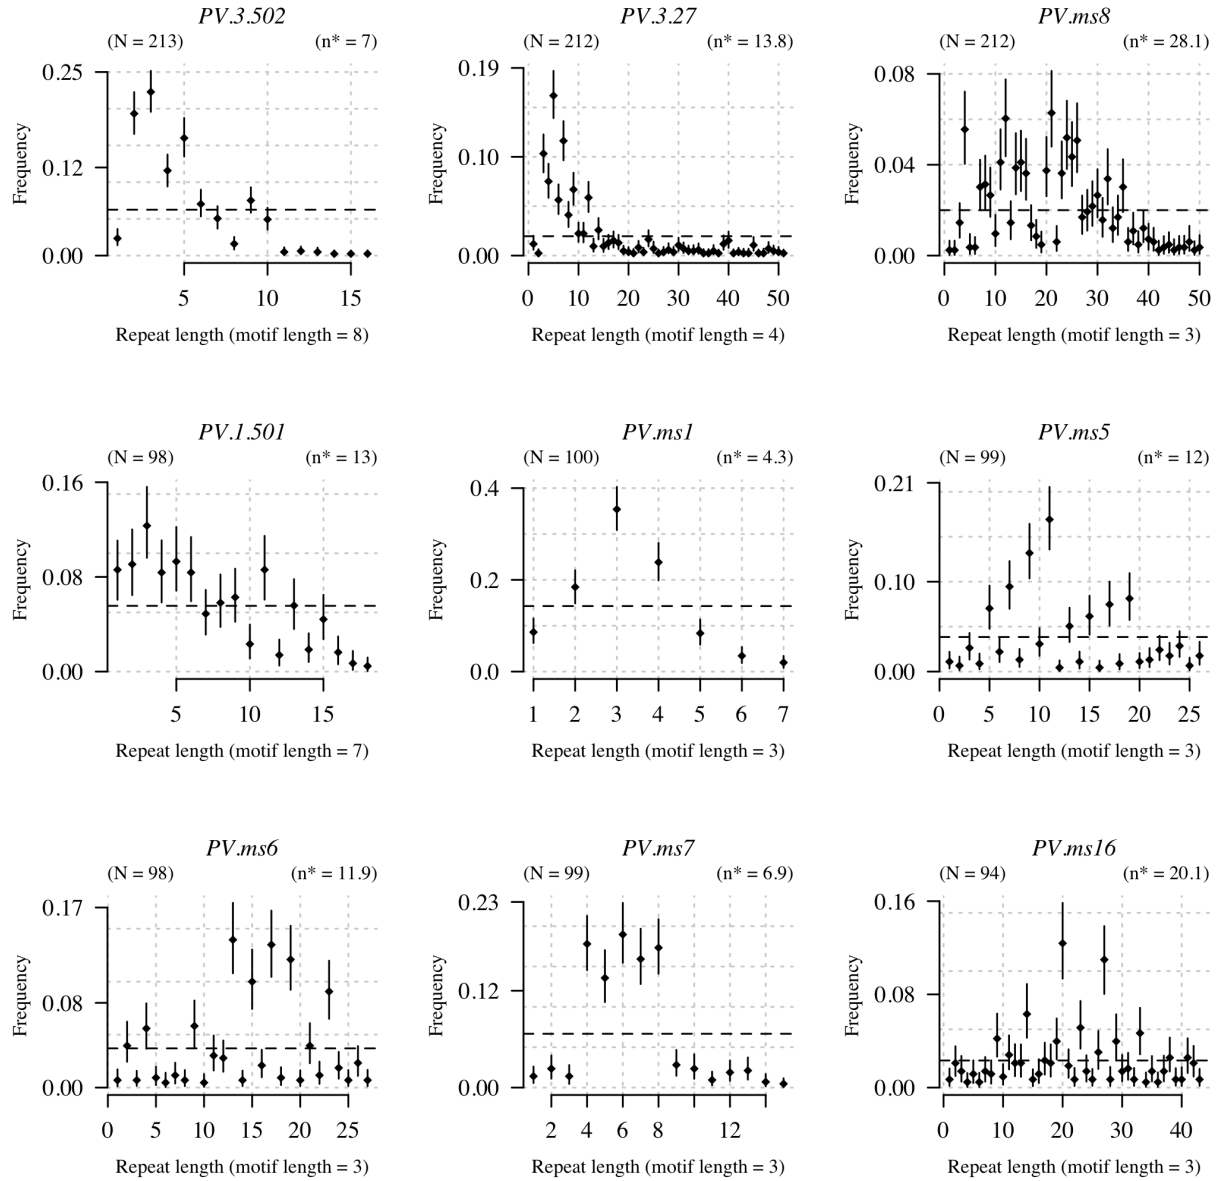 PV.3.502
(N = 213) (n* = 7)
0.25
0.12
0.00
Frequency
5 10 15
Repeat length (motif length = 8)
PV.3.27
(N = 212) (n* = 13.8)
0.19
0.10
0.00
Frequency
0 10 20 30 40 50
Repeat length (motif length = 4)
PV.ms8
(N = 212) (n* = 28.1)
0.08
0.04
0.00
Frequency
0 10 20 30 40 50
Repeat length (motif length = 3)
PV.1.501
(N = 98) (n* = 13)
0.16
0.08
0.00
Frequency
5 10 15
Repeat length (motif length = 7)
PV.ms1
(N = 100) (n* = 4.3)
0.4
0.2
0.0
Frequency
1 2 3 4 5 6 7
Repeat length (motif length = 3)
PV.ms5
(N = 99) (n* = 12)
0.21
0.10
0.00
Frequency
0 5 10 15 20 25
Repeat length (motif length = 3)
PV.ms6
(N = 98) (n* = 11.9)
0.17
0.08
0.00
Frequency
0 5 10 15 20 25
Repeat length (motif length = 3)
PV.ms7
(N = 99) (n* = 6.9)
0.23
0.12
0.00
Frequency
2 4 6 8 12
Repeat length (motif length = 3)
PV.ms16
(N = 94) (n* = 20.1)
0.16
0.08
0.00
Frequency
0 10 20 30 40
Repeat length (motif length = 3)